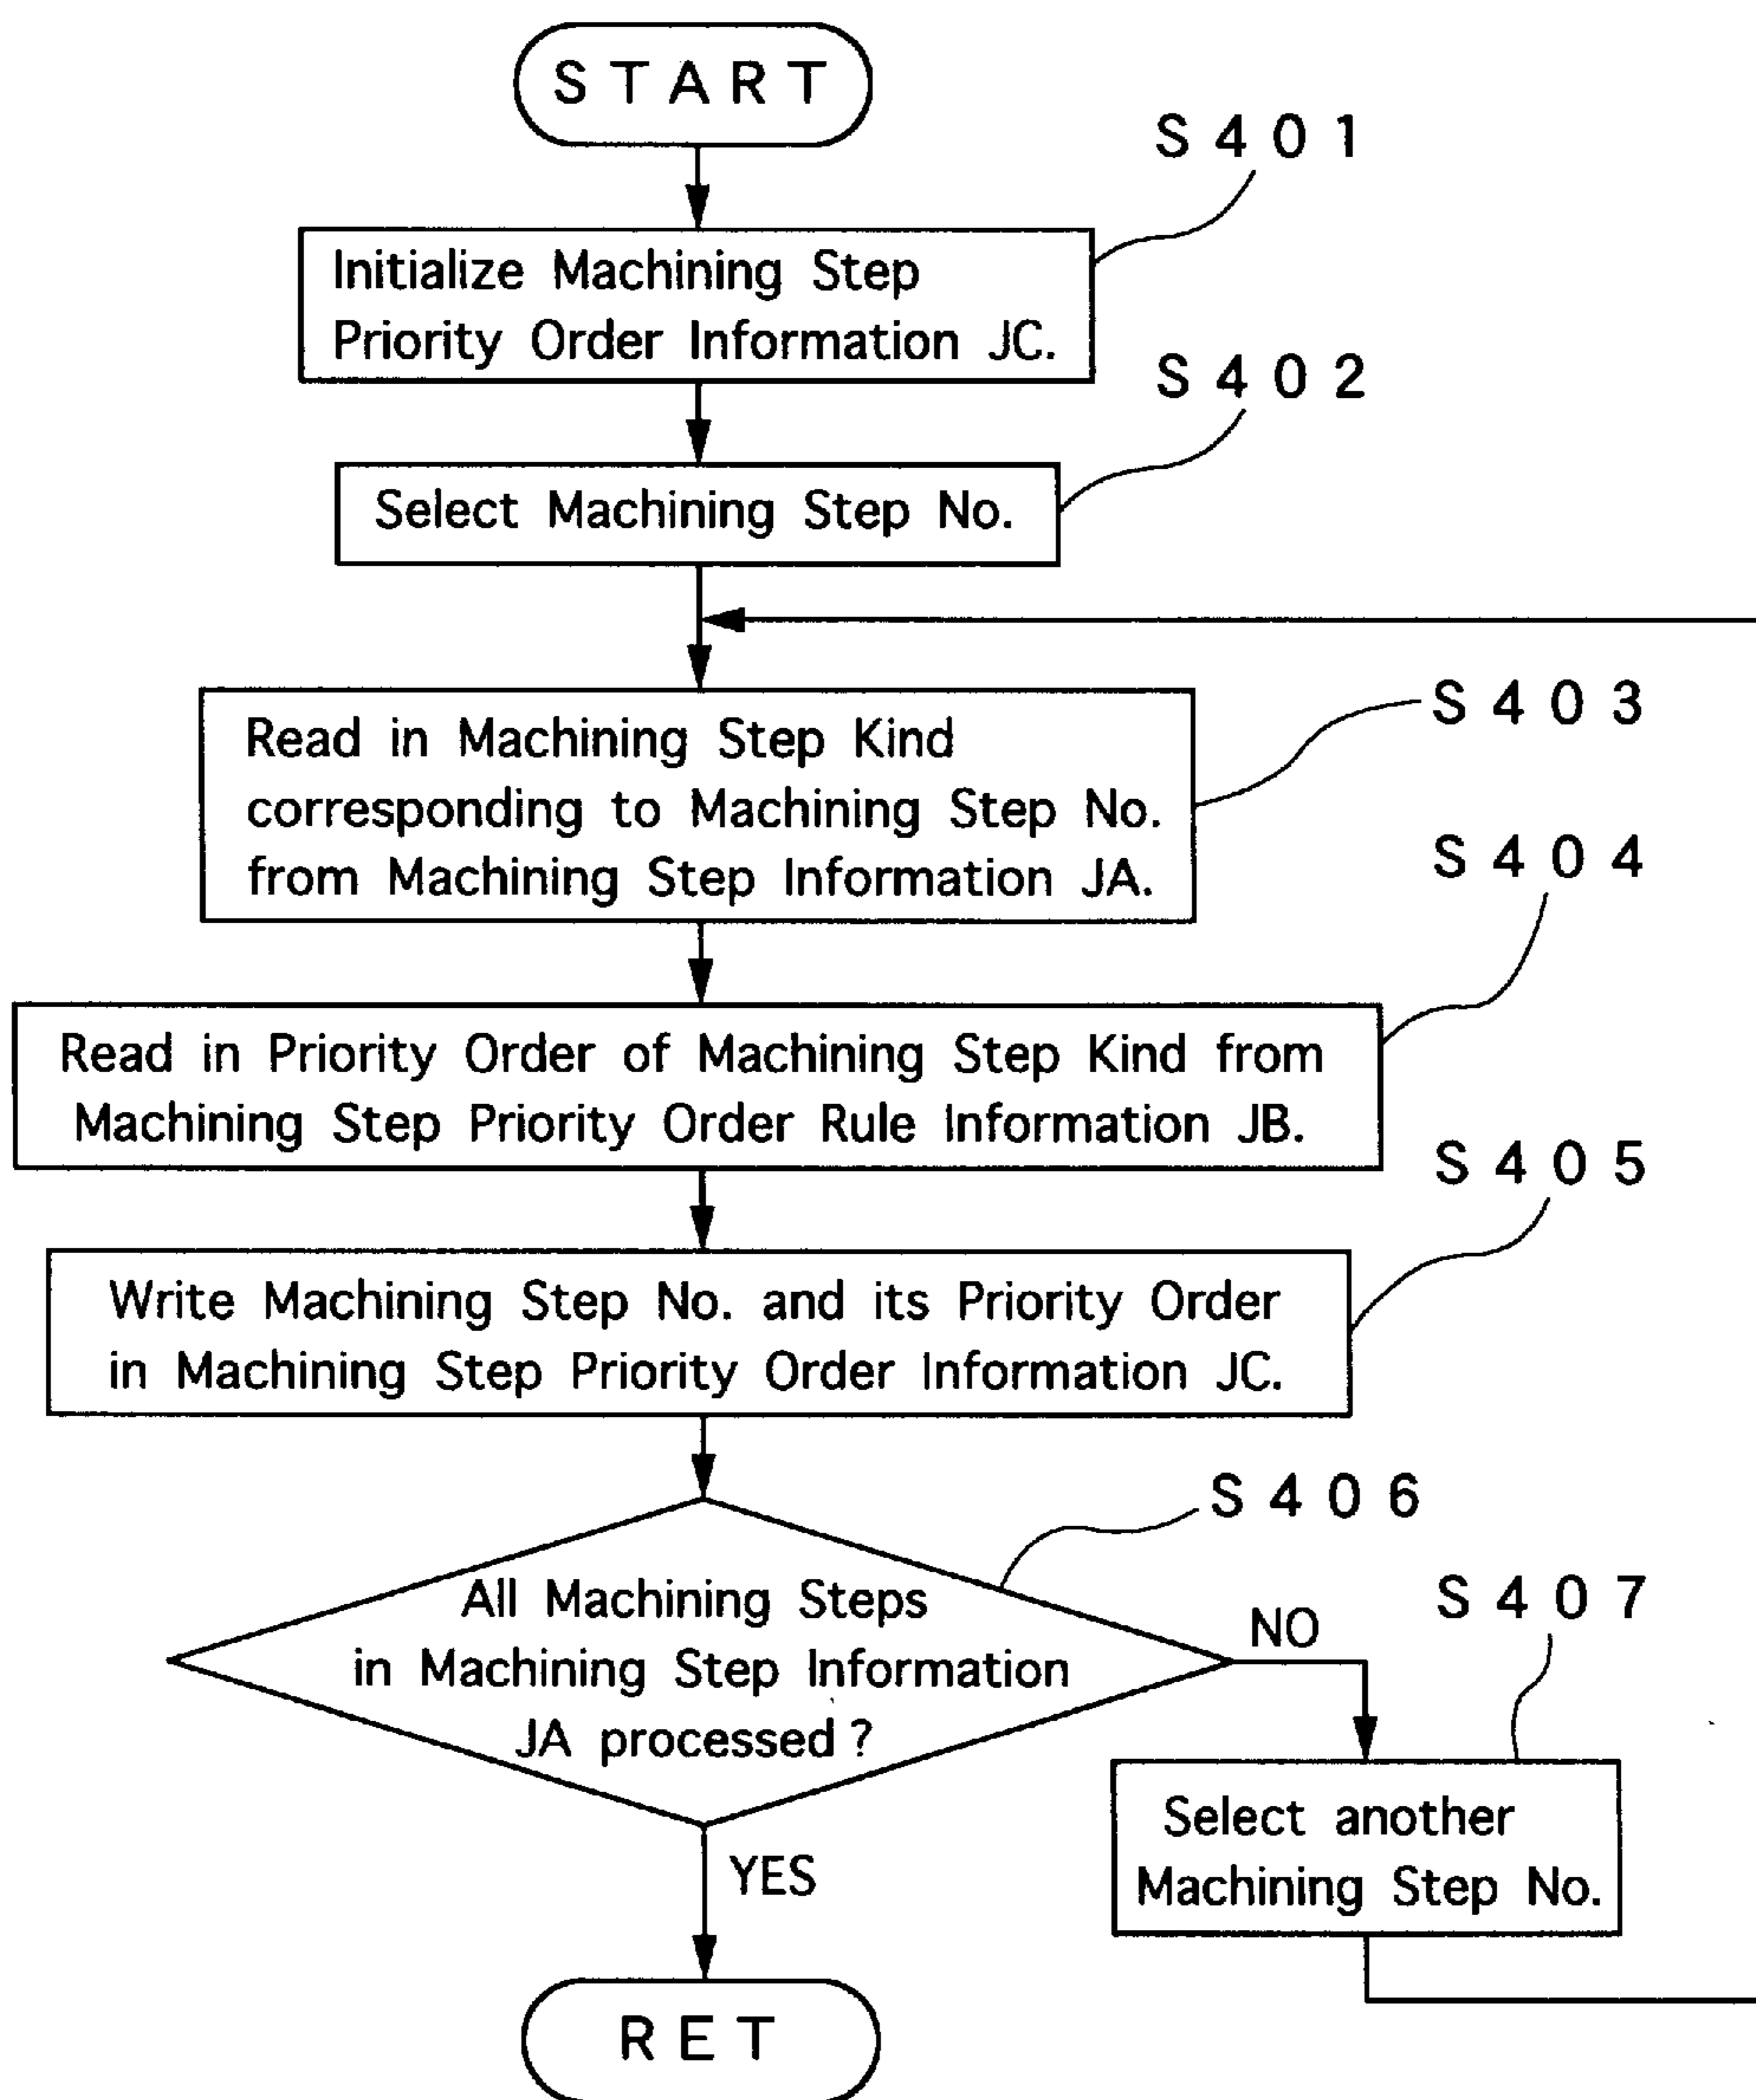 START
S401
Initialize Machining Step
Priority Order Information JC.
S402
Select Machining Step No.
S403
Read in Machining Step Kind
corresponding to Machining Step No.
from Machining Step Information JA.
S404
Read in Priority Order of Machining Step Kind from
Machining Step Priority Order Rule Information JB.
S405
Write Machining Step No. and its Priority Order
in Machining Step Priority Order Information JC.
S406
All Machining Steps
in Machining Step Information
JA processed?
NO
S407
Select another
Machining Step No.
YES
RET